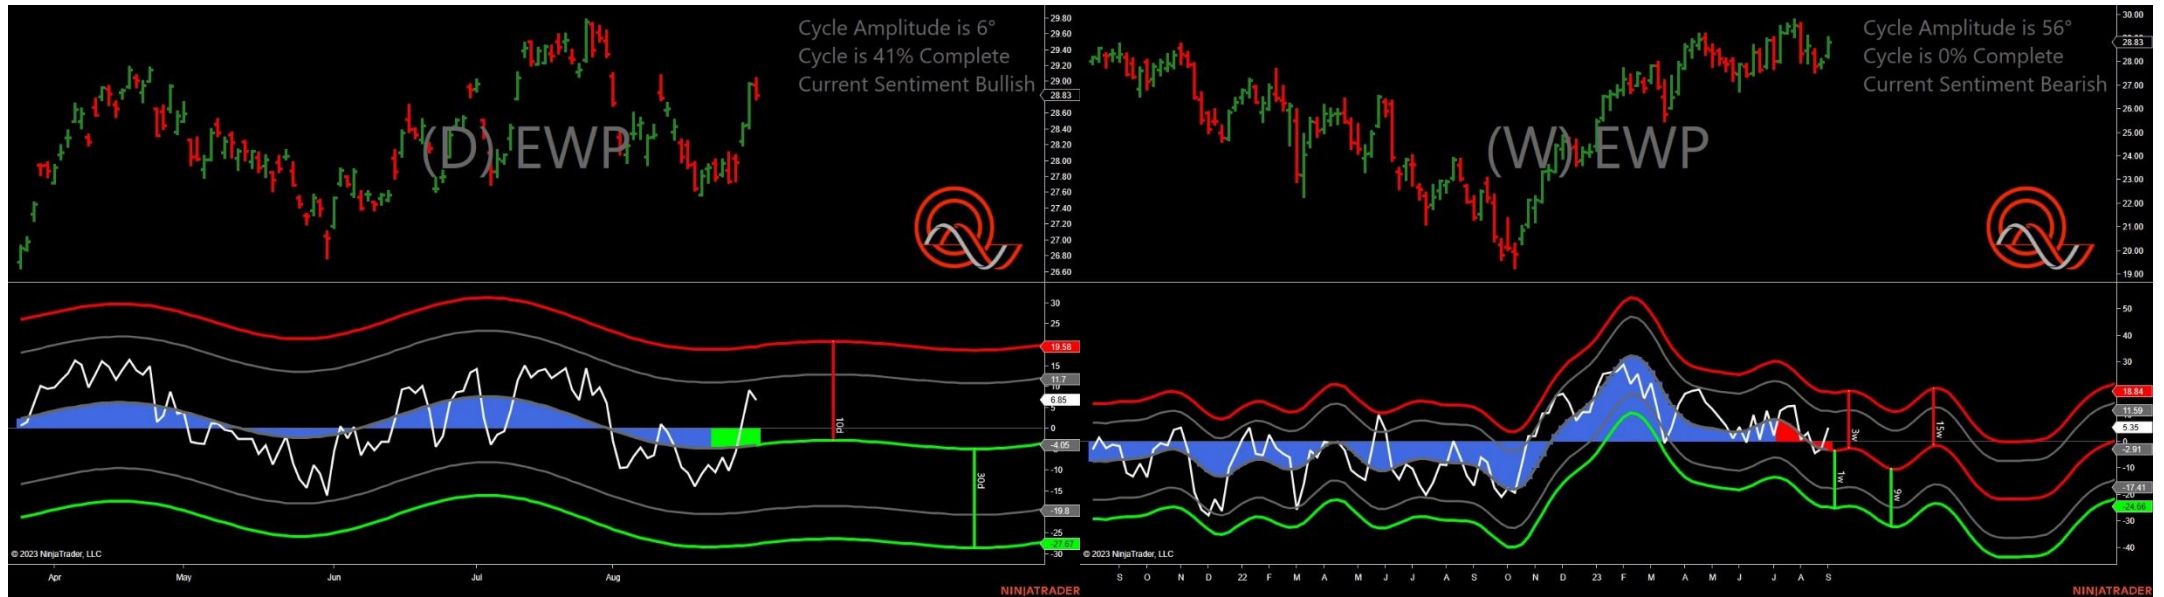 Cycle Amplitude is 6°
Cycle is 41% Complete
Current Sentiment Bullish
(D) EWP
29.80
29.60
29.40
29.20
29.00
28.83
28.60
28.40
28.20
28.00
27.80
27.60
27.40
27.20
27.00
26.80
26.60
30
25
19.58
15
11.7
10
6.85
5
0
-4.05
-10
-15
-19.8
-25
-27.67
-30
10d
30d
© 2023 NinjaTrader, LLC
Apr May Jun Jul Aug
NINJATRADER
Cycle Amplitude is 56°
Cycle is 0% Complete
Current Sentiment Bearish
(W) EWP
30.00
28.83
28.00
27.00
26.00
25.00
24.00
23.00
22.00
21.00
20.00
19.00
50
40
30
18.84
11.59
5.35
0
-2.91
-10
-17.41
-20
-24.66
-30
-40
3w
15w
1w
9w
© 2023 NinjaTrader, LLC
S O N D 22 F M A M J J A S O N D 23 F M A M J J A S
NINJATRADER